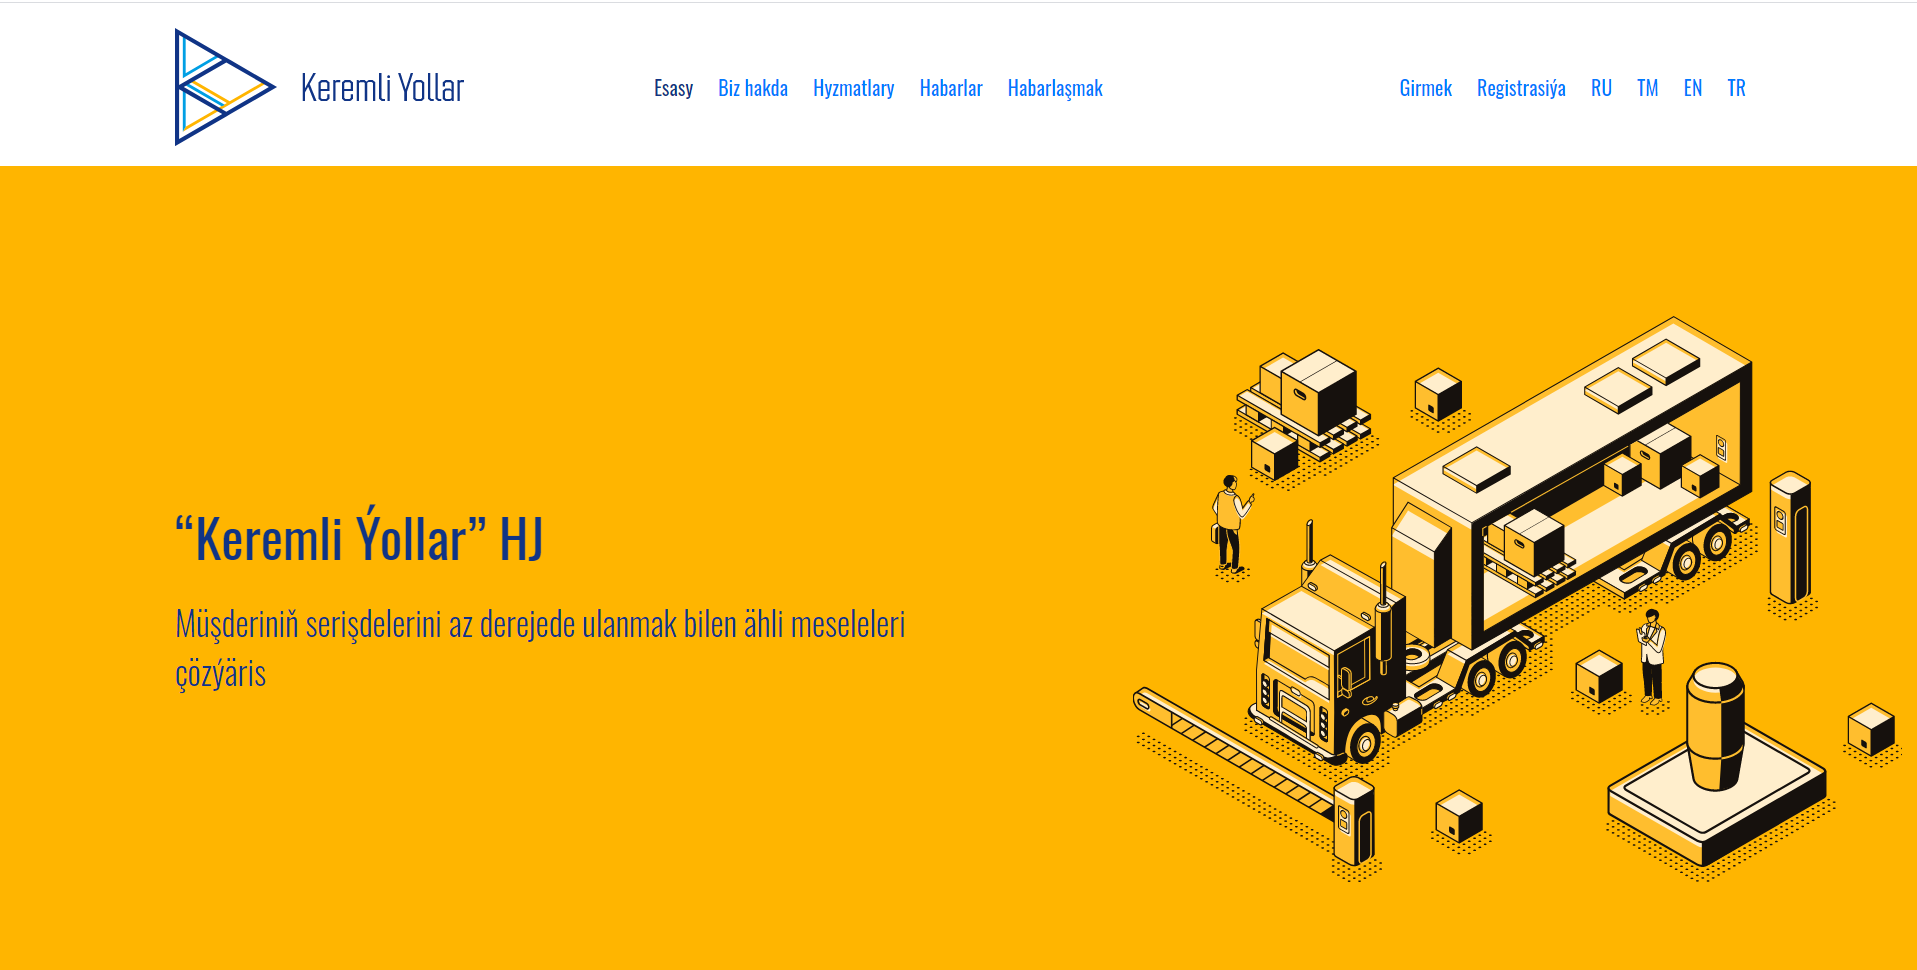 Keremli Yollar
Esasy Biz hakda Hyzmatlary Habarlar Habarlaşmak
Girmek Registrasiýa RU TM EN TR
“Keremli Ýollar” HJ
Müşderiniň serişdelerini az derejede ulanmak bilen ähli meseleleri
çözýäris